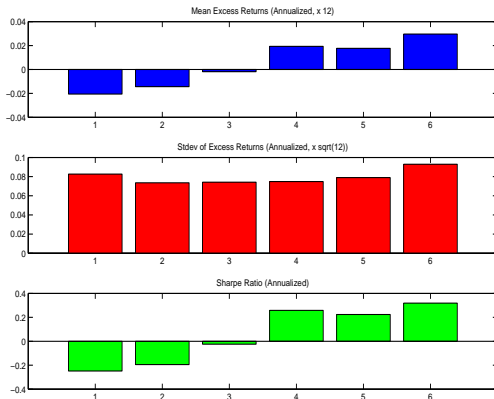 Mean Excess Returns (Annualized, x 12)
0.04
0.02
0
−0.02
−0.04
1 2 3 4 5 6
Stdev of Excess Returns (Annualized, x sqrt(12))
0.1
0.08
0.06
0.04
0.02
0
1 2 3 4 5 6
Sharpe Ratio (Annualized)
0.4
0.2
0
−0.2
−0.4
1 2 3 4 5 6